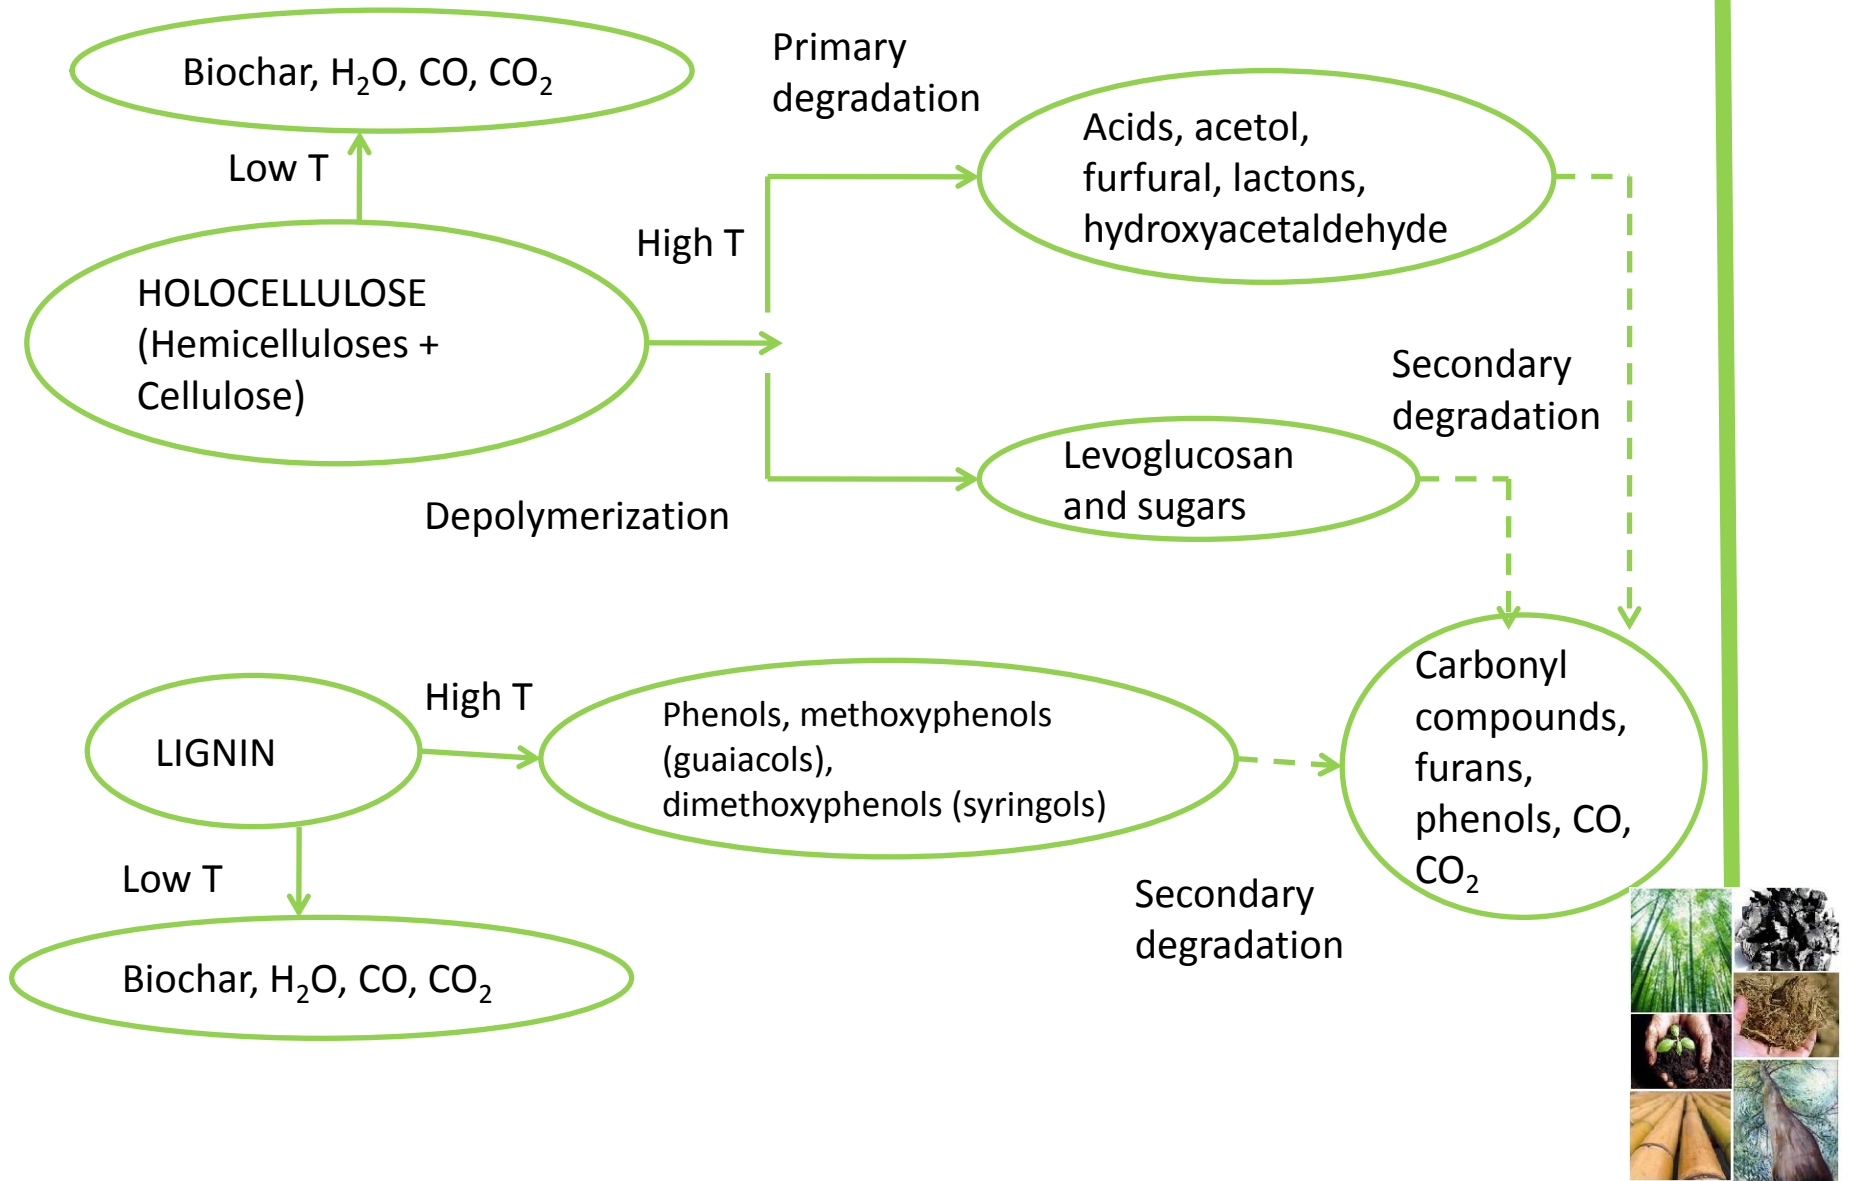 Biochar, H₂O, CO, CO₂
Low T
HOLOCELLULOSE
(Hemicelluloses +
Cellulose)
High T
Primary
degradation
Acids, acetol,
furfural, lactons,
hydroxyacetaldehyde
Depolymerization
Levoglucosan
and sugars
Secondary
degradation
LIGNIN
High T
Phenols, methoxyphenols
(guaiacols),
dimethoxyphenols (syringols)
Carbonyl
compounds,
furans,
phenols, CO,
CO₂
Low T
Secondary
degradation
Biochar, H₂O, CO, CO₂